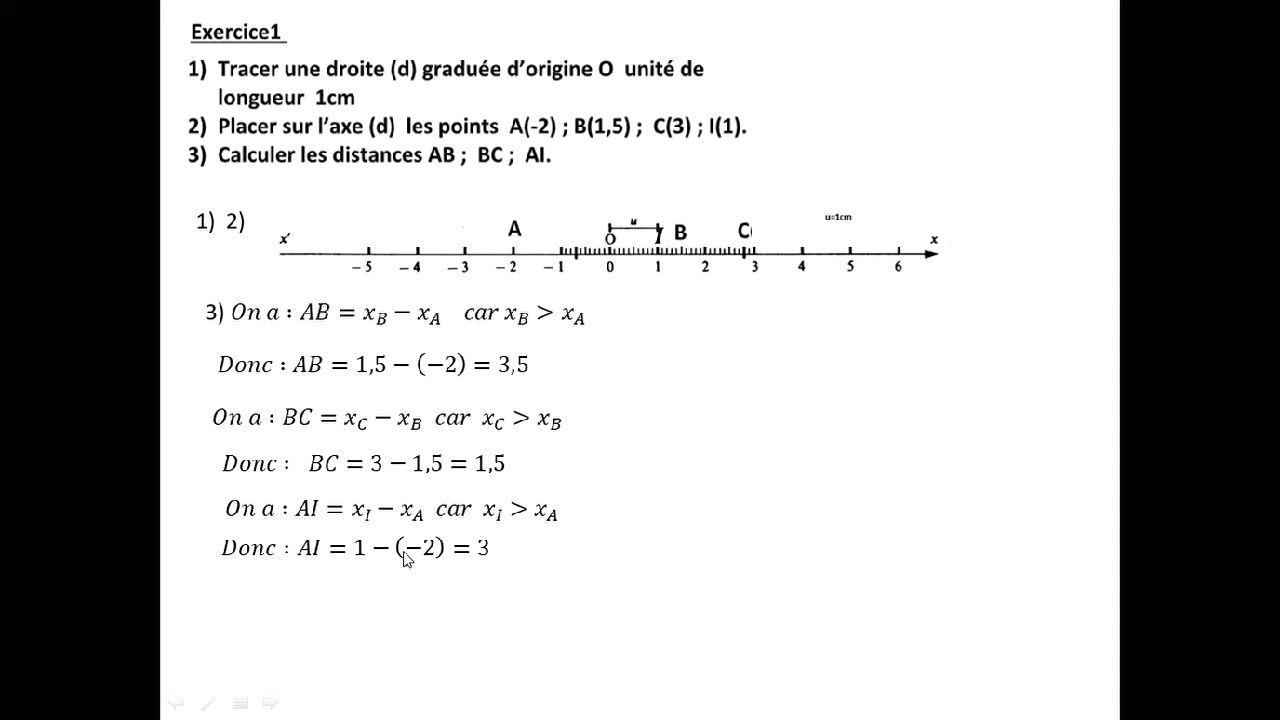 Exercice1
1) Tracer une droite (d) graduée d'origine O unité de
longueur 1cm
2) Placer sur l'axe (d) les points A(-2) ; B(1,5) ; C(3) ; I(1).
3) Calculer les distances AB ; BC ; AI.
1) 2)
u=1cm
A u B C
x' O I x
-5 -4 -3 -2 -1 0 1 2 3 4 5 6
3) On a : AB = x_B − x_A car x_B > x_A
Donc : AB = 1,5 − (−2) = 3,5
On a : BC = x_C − x_B car x_C > x_B
Donc : BC = 3 − 1,5 = 1,5
On a : AI = x_I − x_A car x_I > x_A
Donc : AI = 1 − (−2) = 3